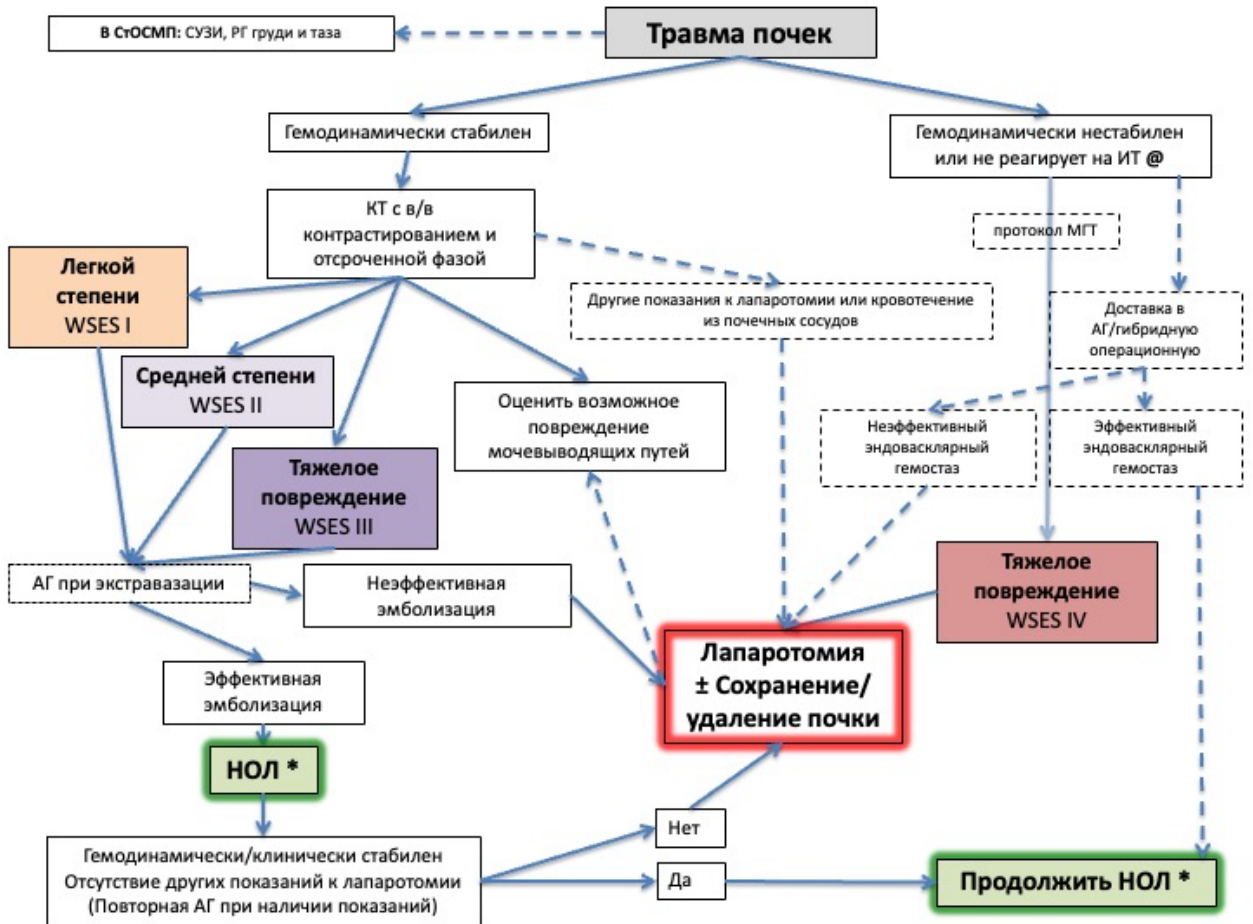 В СтОСМП: СУЗИ, РГ груди и таза
Травма почек
Гемодинамически стабилен
Гемодинамически нестабилен
или не реагирует на ИТ @
КТ с в/в
контрастированием и
отсроченной фазой
протокол МГТ
Легкой
степени
WSES I
Другие показания к лапаротомии или кровотечение
из почечных сосудов
Доставка в
АГ/гибридную
операционную
Средней степени
WSES II
Оценить возможное
повреждение
мочевыводящих путей
Неэффективный
эндовасклярный
гемостаз
Эффективный
эндовасклярный
гемостаз
Тяжелое
повреждение
WSES III
Тяжелое
повреждение
WSES IV
АГ при экстравазации
Неэффективная
эмболизация
Лапаротомия
± Сохранение/
удаление почки
Эффективная
эмболизация
НОЛ *
Нет
Гемодинамически/клинически стабилен
Отсутствие других показаний к лапаротомии
(Повторная АГ при наличии показаний)
Да
Продолжить НОЛ *